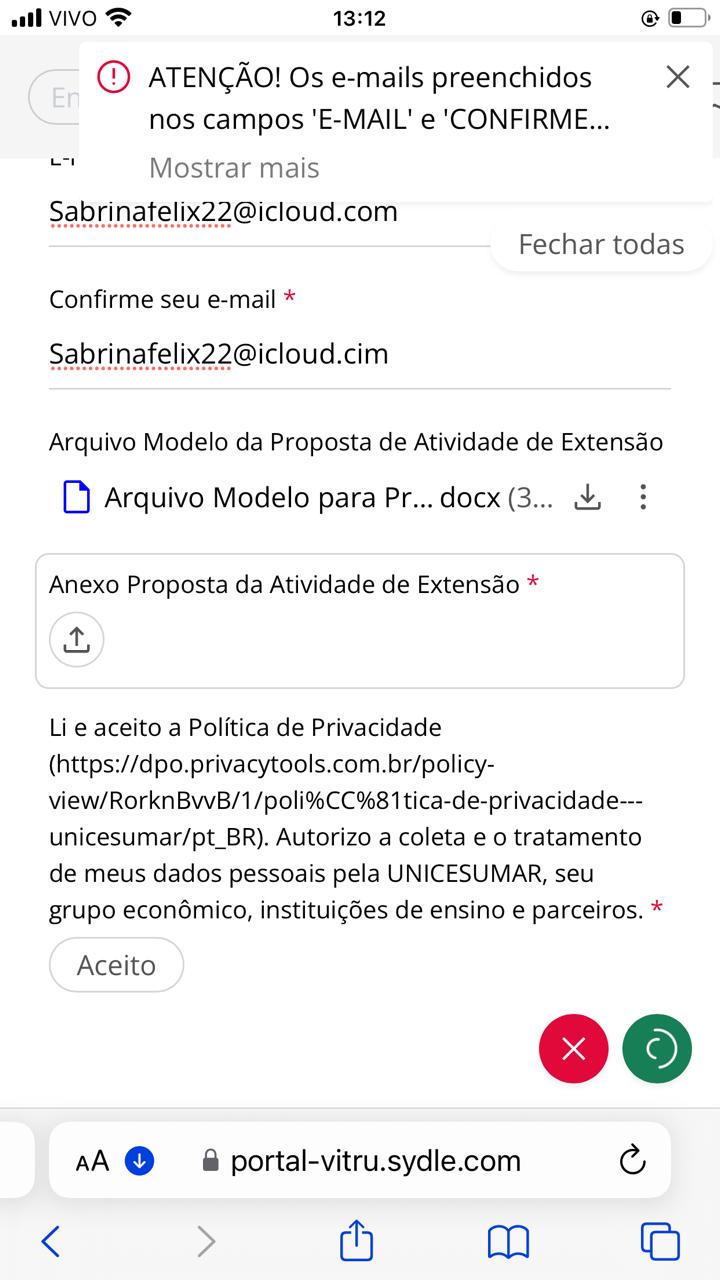 VIVO
13:12
En
ATENÇÃO! Os e-mails preenchidos
nos campos 'E-MAIL' e 'CONFIRME...
Mostrar mais
Sabrinafelix22@icloud.com
Fechar todas
Confirme seu e-mail *
Sabrinafelix22@icloud.cim
Arquivo Modelo da Proposta de Atividade de Extensão
Arquivo Modelo para Pr... docx (3...
Anexo Proposta da Atividade de Extensão *
Li e aceito a Política de Privacidade
(https://dpo.privacytools.com.br/policy-
view/RorknBvvB/1/poli%CC%81tica-de-privacidade---
unicesumar/pt_BR). Autorizo a coleta e o tratamento
de meus dados pessoais pela UNICESUMAR, seu
grupo econômico, instituições de ensino e parceiros. *
Aceito
AA
portal-vitru.sydle.com